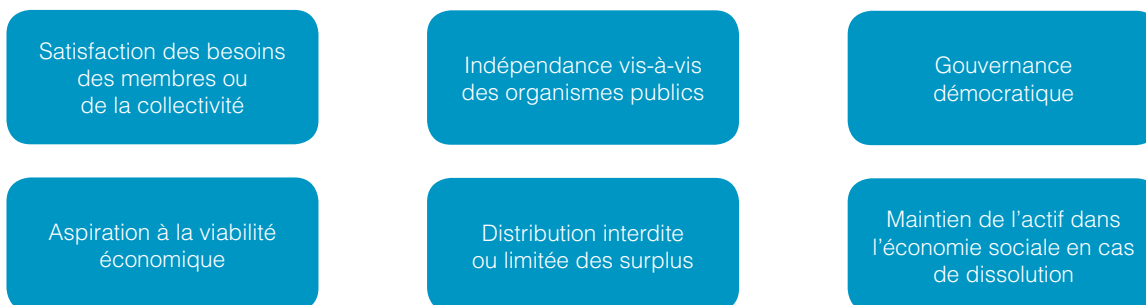 Satisfaction des besoins
des membres ou
de la collectivité
Indépendance vis-à-vis
des organismes publics
Gouvernance
démocratique
Aspiration à la viabilité
économique
Distribution interdite
ou limitée des surplus
Maintien de l’actif dans
l’économie sociale en cas
de dissolution